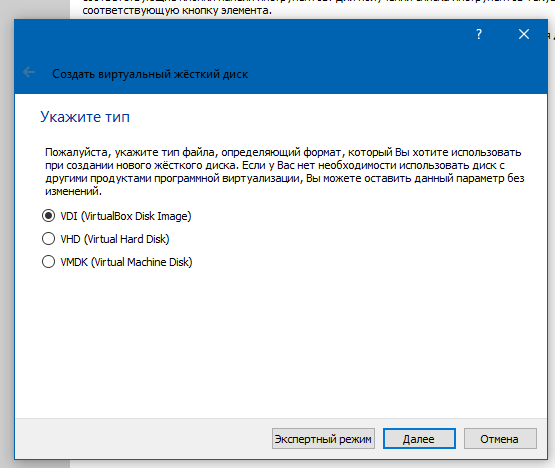 соответствующую кнопку элемента.
?
Создать виртуальный жёсткий диск
Укажите тип
Пожалуйста, укажите тип файла, определяющий формат, который Вы хотите использовать
при создании нового жёсткого диска. Если у Вас нет необходимости использовать диск с
другими продуктами программной виртуализации, Вы можете оставить данный параметр без
изменений.
VDI (VirtualBox Disk Image)
VHD (Virtual Hard Disk)
VMDK (Virtual Machine Disk)
Экспертный режим
Далее
Отмена